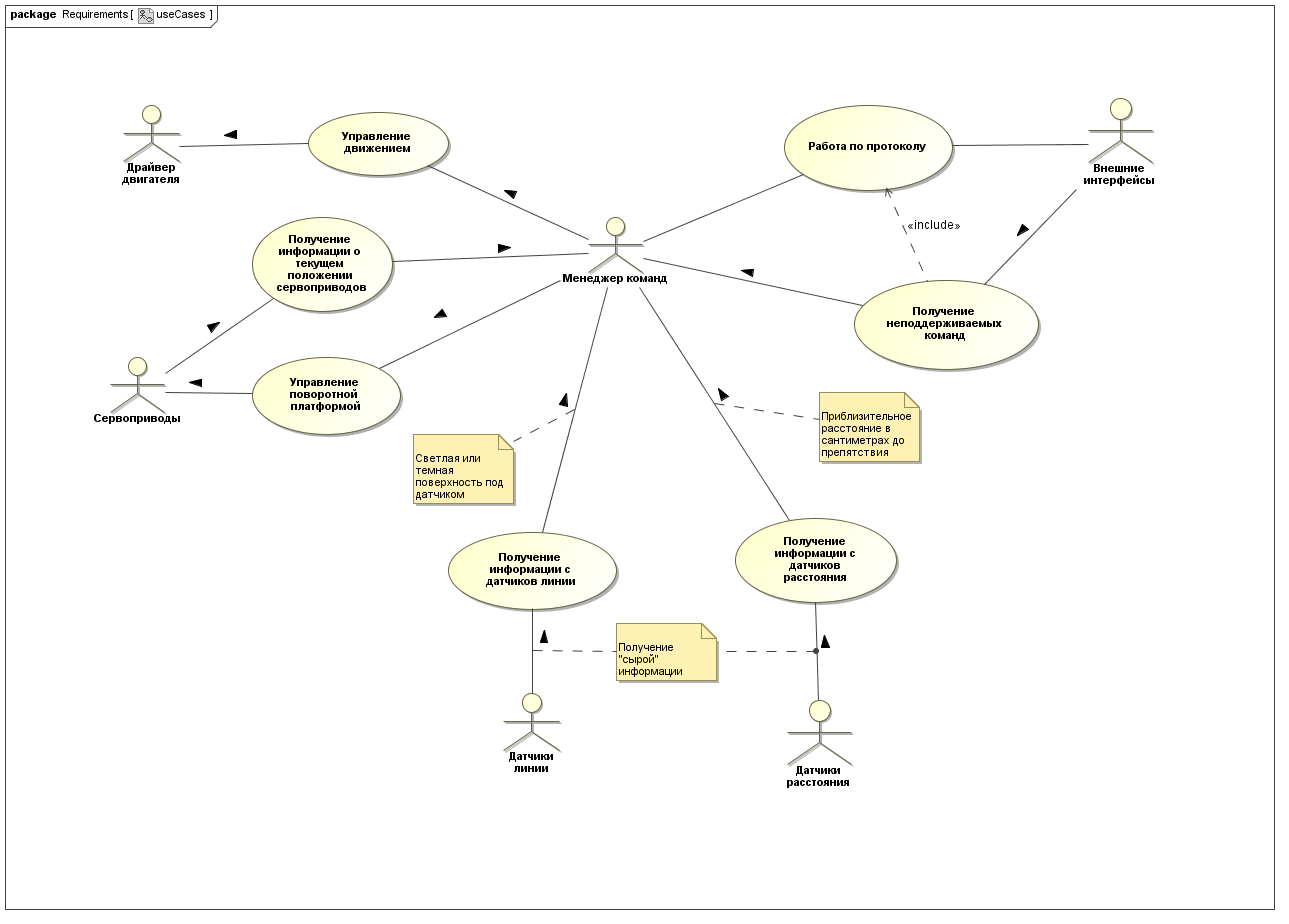 package Requirements [ useCases ]
Драйвер
двигателя
Управление
движением
Работа по протоколу
Внешние
интерфейсы
«include»
Получение
информации о
текущем
положении
сервоприводов
Менеджер команд
Получение
неподдерживаемых
команд
Сервоприводы
Управление
поворотной
платформой
Светлая или
темная
поверхность под
датчиком
Приблизительное
расстояние в
сантиметрах до
препятствия
Получение
информации с
датчиков линии
Получение
информации с
датчиков
расстояния
Получение
"сырой"
информации
Датчики
линии
Датчики
расстояния